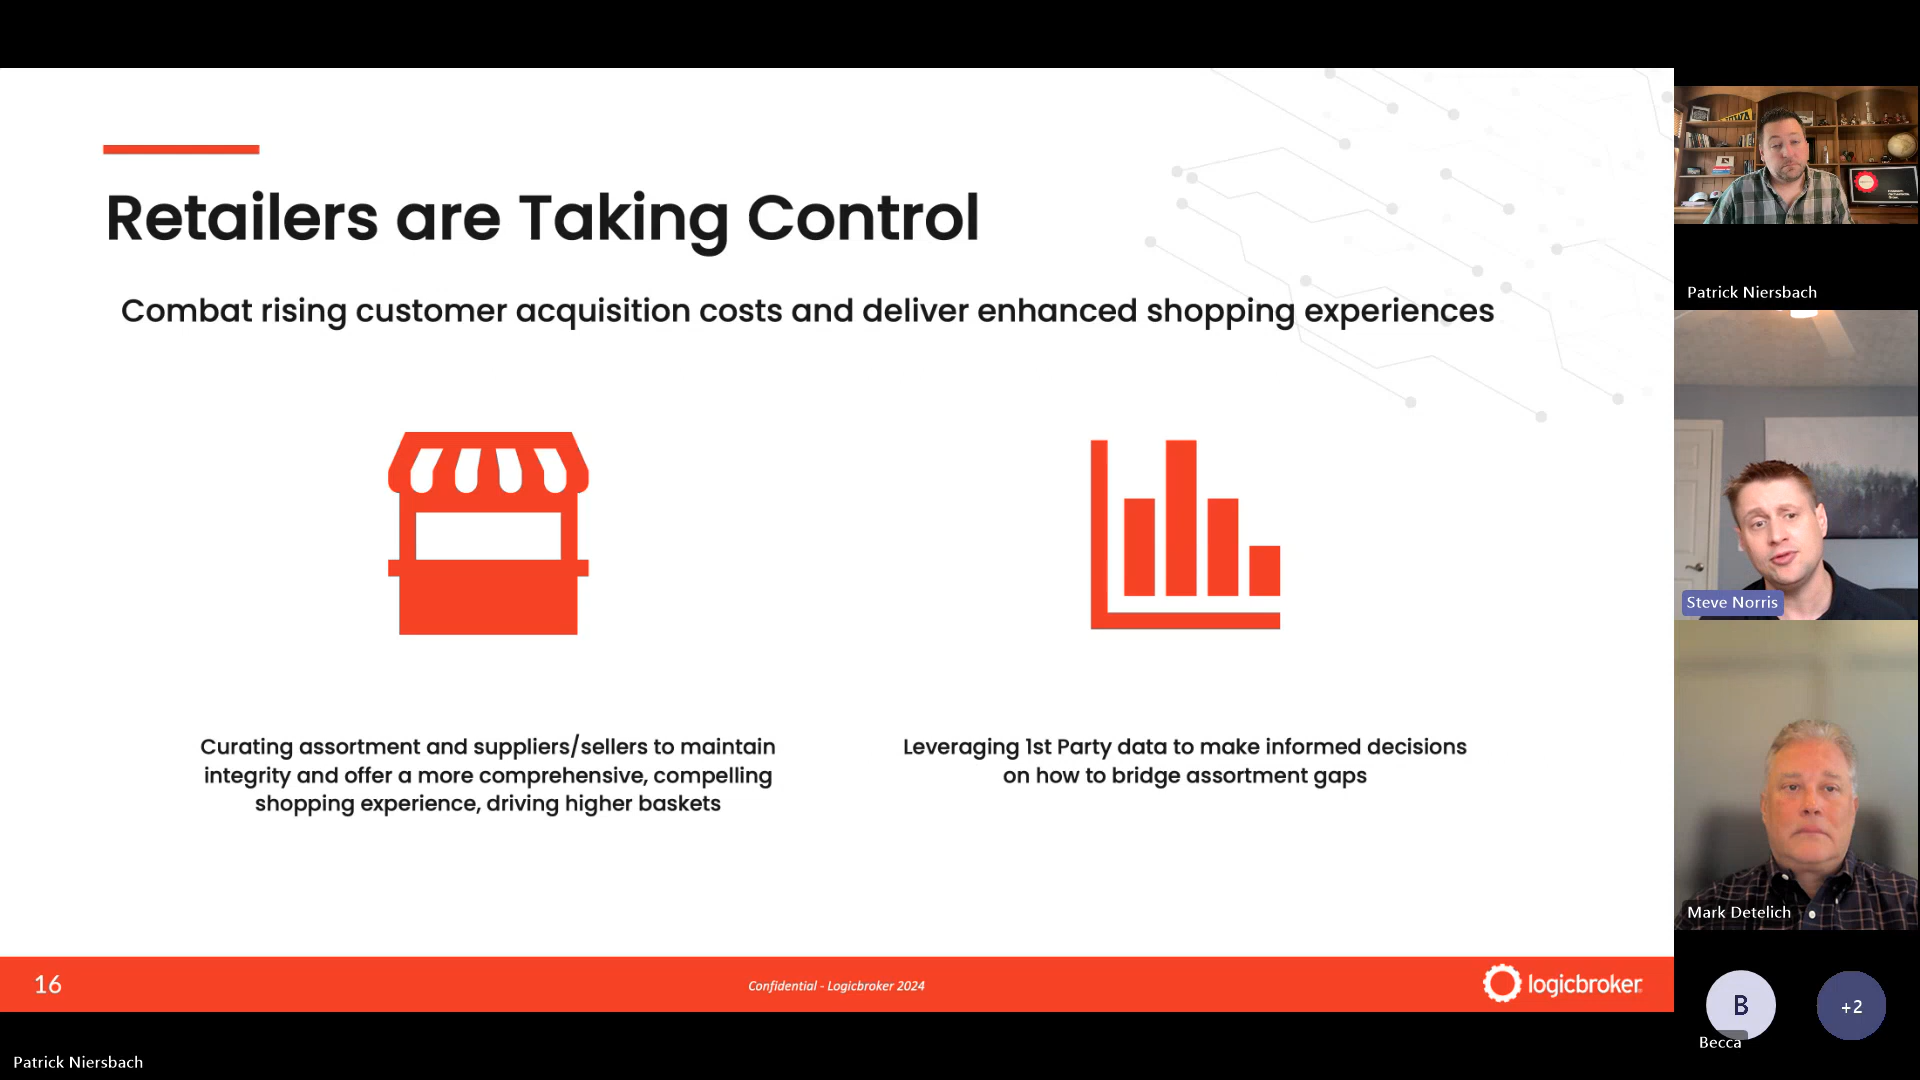 Retailers are Taking Control
Combat rising customer acquisition costs and deliver enhanced shopping experiences
Curating assortment and suppliers/sellers to maintain
integrity and offer a more comprehensive, compelling
shopping experience, driving higher baskets
Leveraging 1st Party data to make informed decisions
on how to bridge assortment gaps
16
Confidential - Logicbroker 2024
logicbroker
Patrick Niersbach
Patrick Niersbach
Steve Norris
Mark Detelich
B
Becca
+2